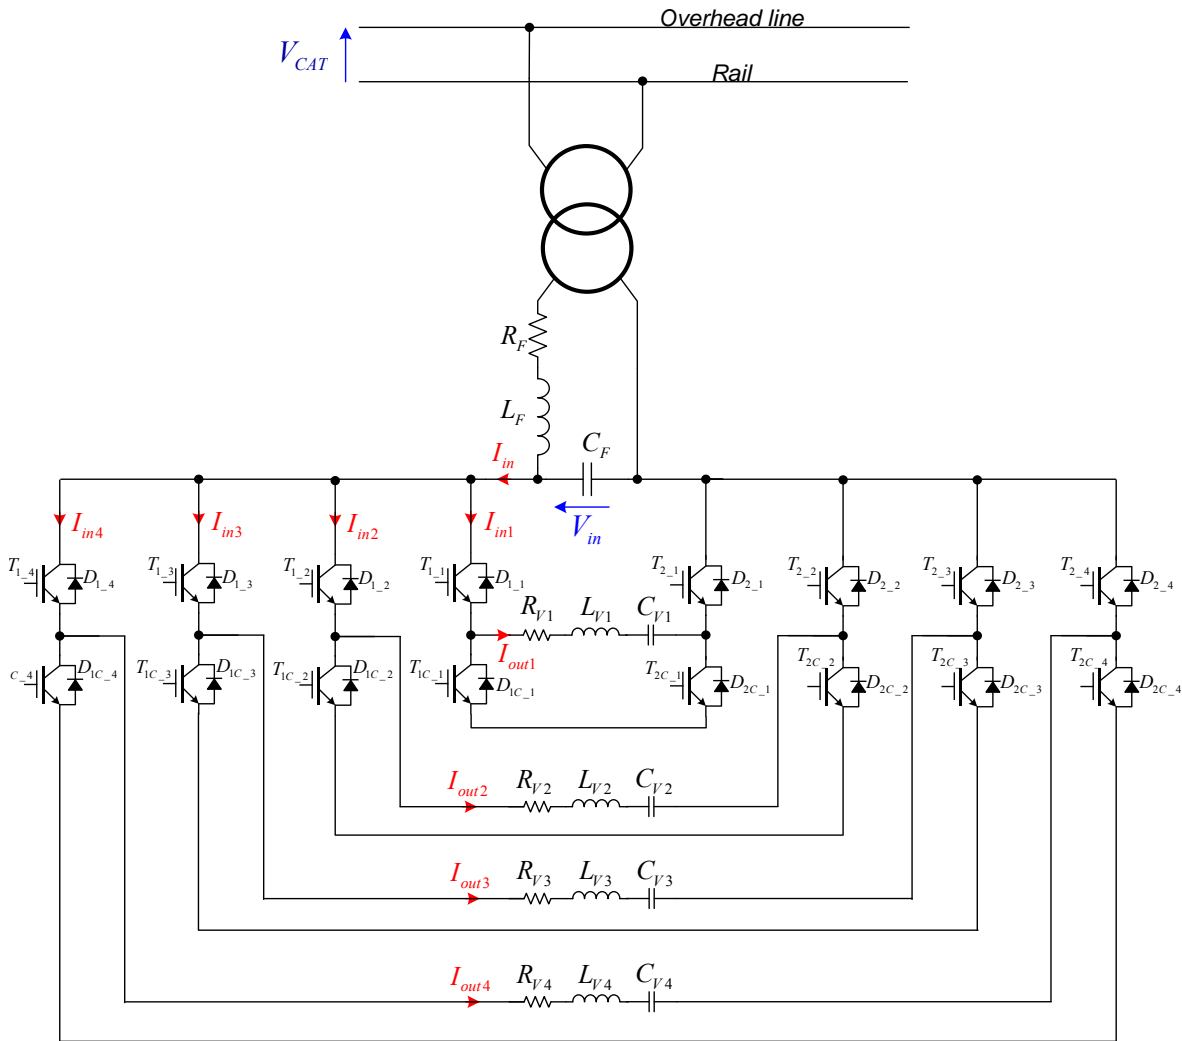 Overhead line
V_CAT
Rail
R_F
L_F
C_F
I_in
V_in
I_in4
I_in3
I_in2
I_in1
T_1_4
D_1_4
T_1_3
D_1_3
T_1_2
D_1_2
T_1_1
D_1_1
T_2_1
D_2_1
T_2_2
D_2_2
T_2_3
D_2_3
T_2_4
D_2_4
R_V1
L_V1
C_V1
I_out1
C_4
D_1C_4
T_1C_3
D_1C_3
T_1C_2
D_1C_2
T_1C_1
D_1C_1
T_2C_1
D_2C_1
T_2C_2
D_2C_2
T_2C_3
D_2C_3
T_2C_4
D_2C_4
I_out2
R_V2
L_V2
C_V2
I_out3
R_V3
L_V3
C_V3
I_out4
R_V4
L_V4
C_V4